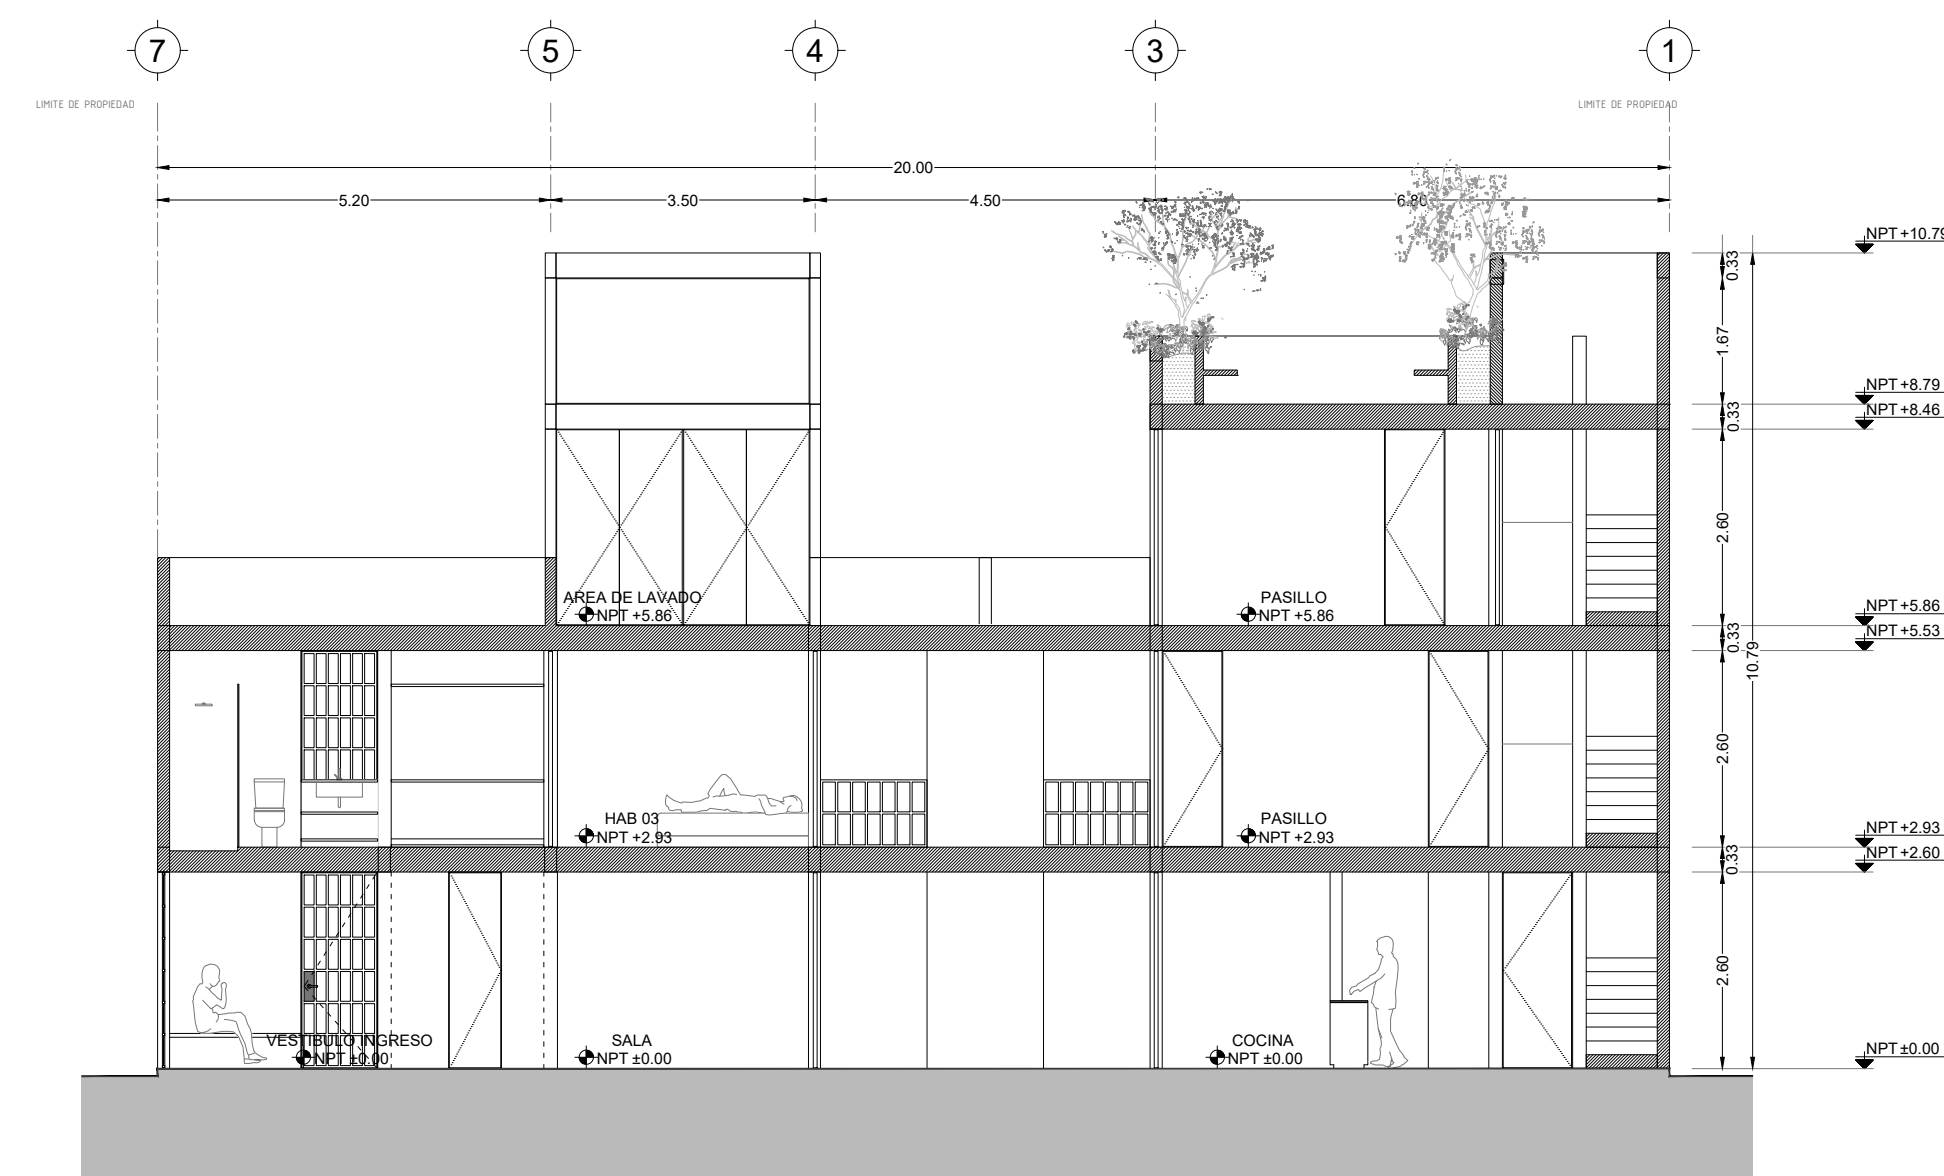 7
5
4
3
1
LIMITE DE PROPIEDAD
LIMITE DE PROPIEDAD
20.00
5.20
3.50
4.50
6.80
NPT +10.79
0.33
1.67
NPT +8.79
0.33
NPT +8.46
2.60
AREA DE LAVADO
NPT +5.86
PASILLO
NPT +5.86
NPT +5.86
0.33
NPT +5.53
10.79
2.60
HAB 03
NPT +2.93
PASILLO
NPT +2.93
NPT +2.93
0.33
NPT +2.60
2.60
VESTIBULO INGRESO
NPT ±0.00
SALA
NPT ±0.00
COCINA
NPT ±0.00
NPT ±0.00